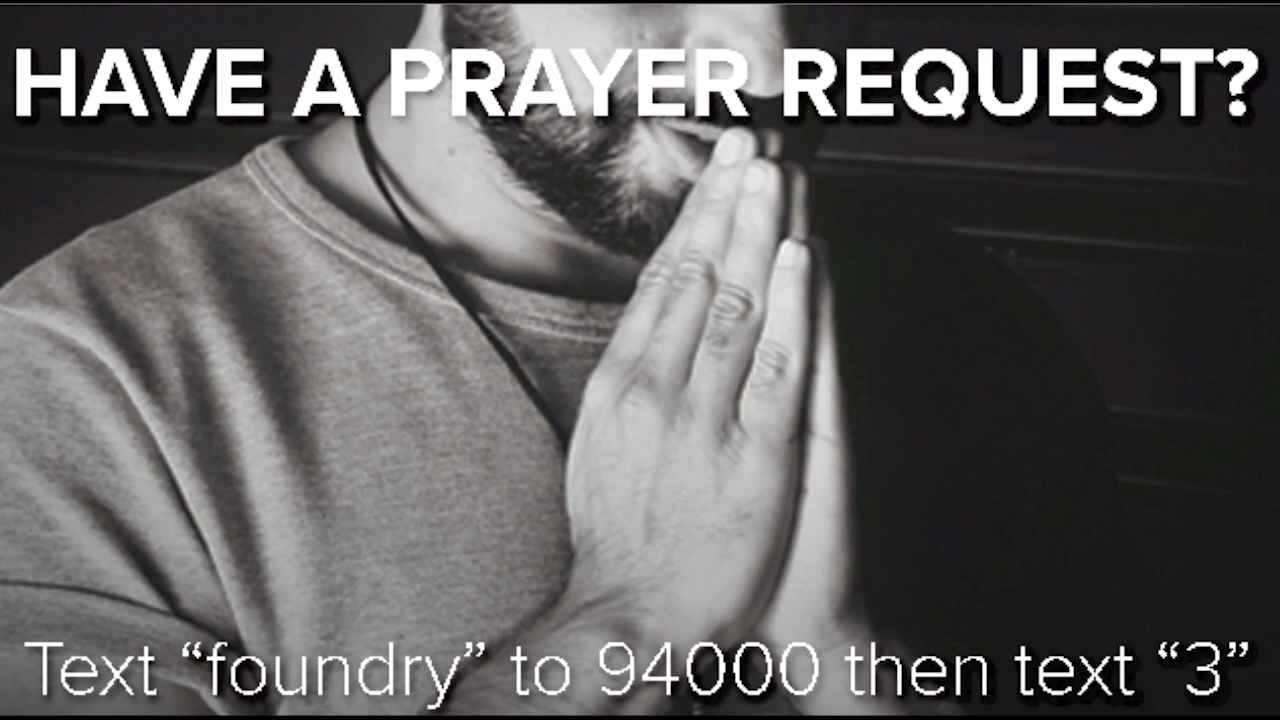 HAVE A PRAYER REQUEST?
Text “foundry” to 94000 then text “3”